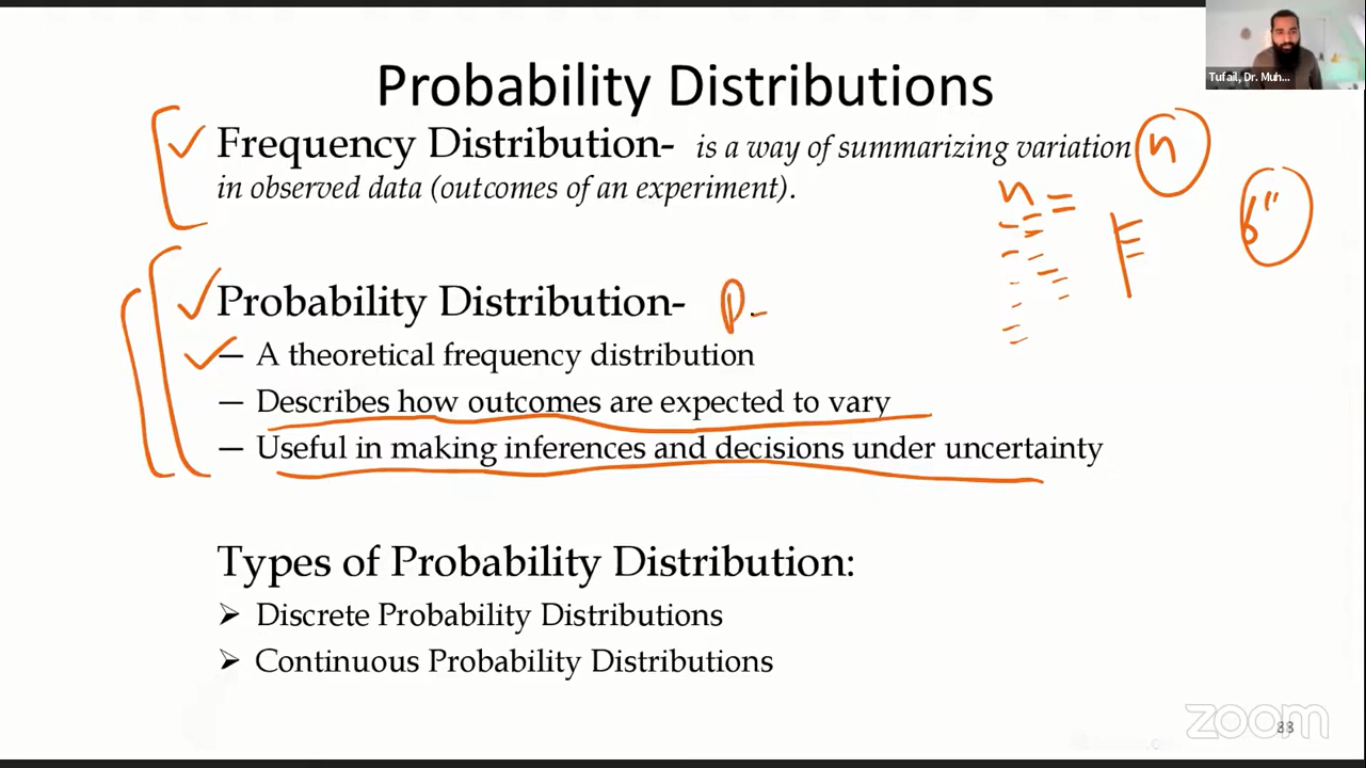 Tufail, Dr. Muh...
Probability Distributions
Frequency Distribution- is a way of summarizing variation n
in observed data (outcomes of an experiment).
n =
6"
Probability Distribution- p-
— A theoretical frequency distribution
— Describes how outcomes are expected to vary
— Useful in making inferences and decisions under uncertainty
Types of Probability Distribution:
➢ Discrete Probability Distributions
➢ Continuous Probability Distributions
zoom